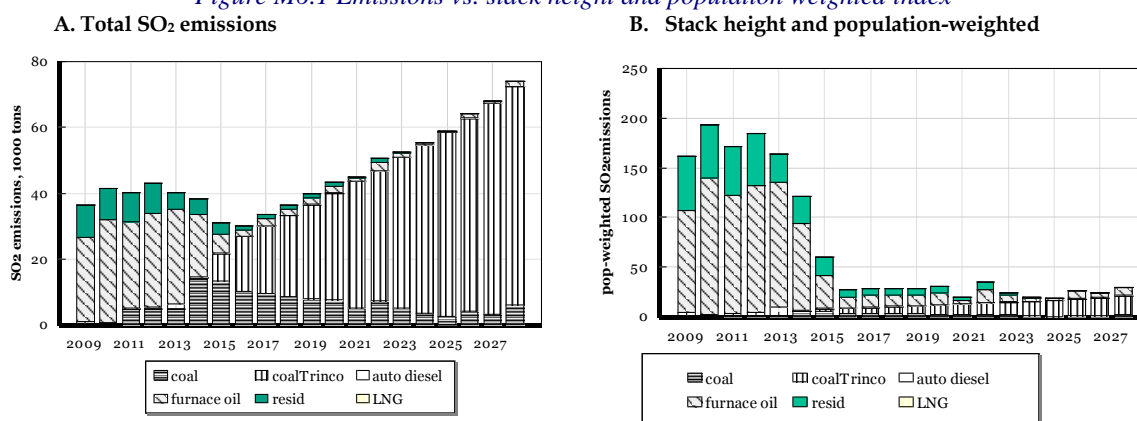 Figure M6.1 Emissions vs. stack height and population weighted index
A. Total SO₂ emissions
B. Stack height and population-weighted
SO2 emissions, 1000 tons
80
60
40
20
0
2009 2011 2013 2015 2017 2019 2021 2023 2025 2027
coal coalTrinco auto diesel
furnace oil resid LNG
pop-weighted SO2emissions
250
200
150
100
50
0
2009 2011 2013 2015 2017 2019 2021 2023 2025 2027
coal coalTrinco auto diesel
furnace oil resid LNG